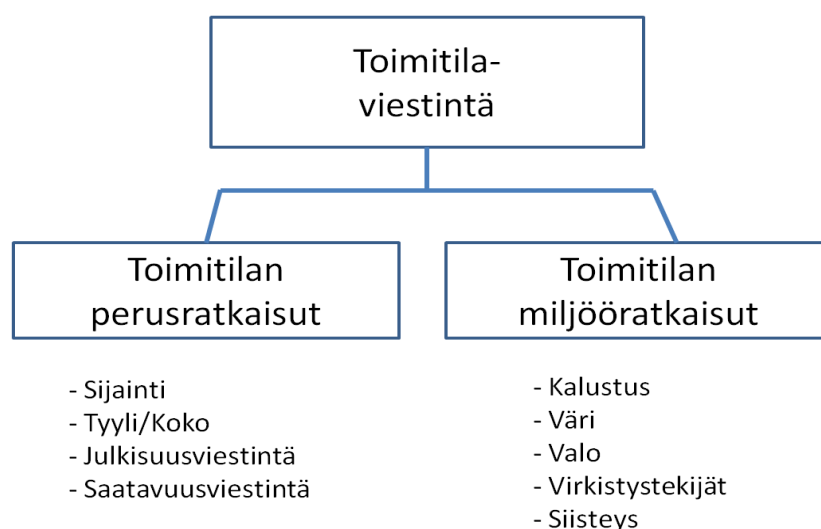 Toimitila-
viestintä
Toimitilan
perusratkaisut
- Sijainti
- Tyyli/Koko
- Julkisuusviestintä
- Saatavuusviestintä
Toimitilan
miljööratkaisut
- Kalustus
- Väri
- Valo
- Virkistystekijät
- Siisteys